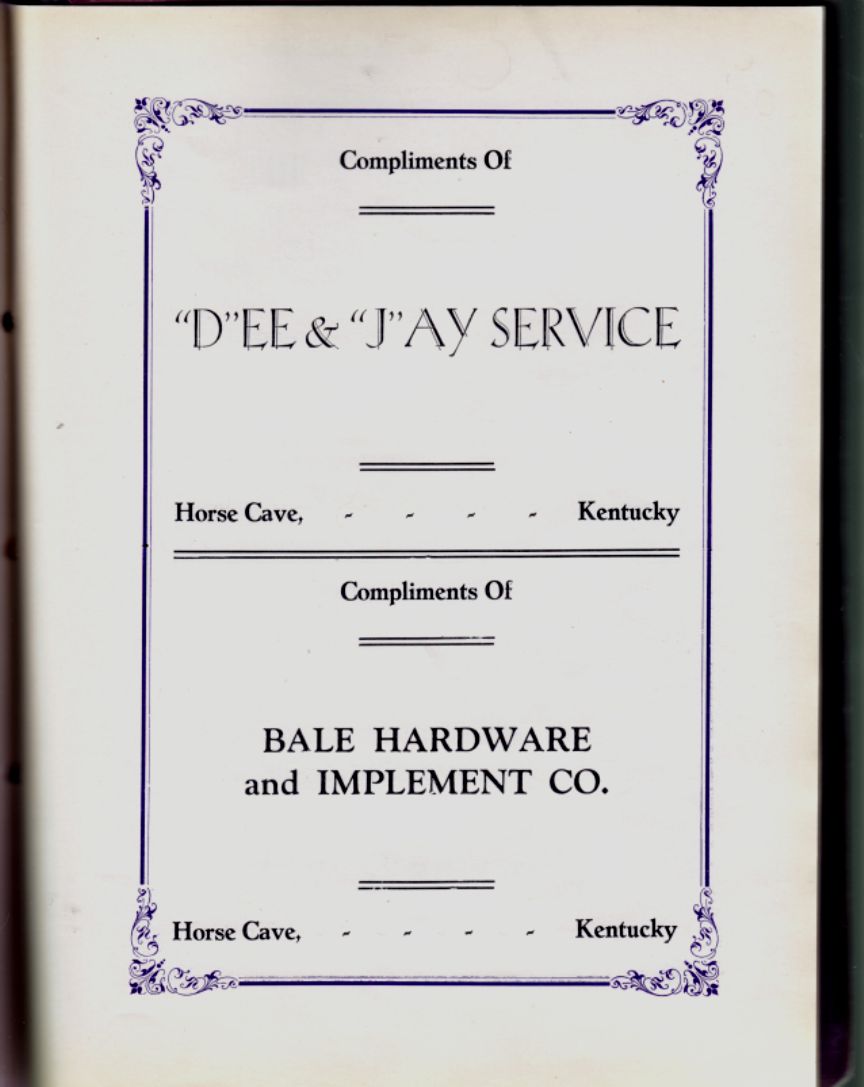 Compliments Of
“D”EE & “J”AY SERVICE
Horse Cave, - - - - Kentucky
Compliments Of
BALE HARDWARE
and IMPLEMENT CO.
Horse Cave, - - - - Kentucky